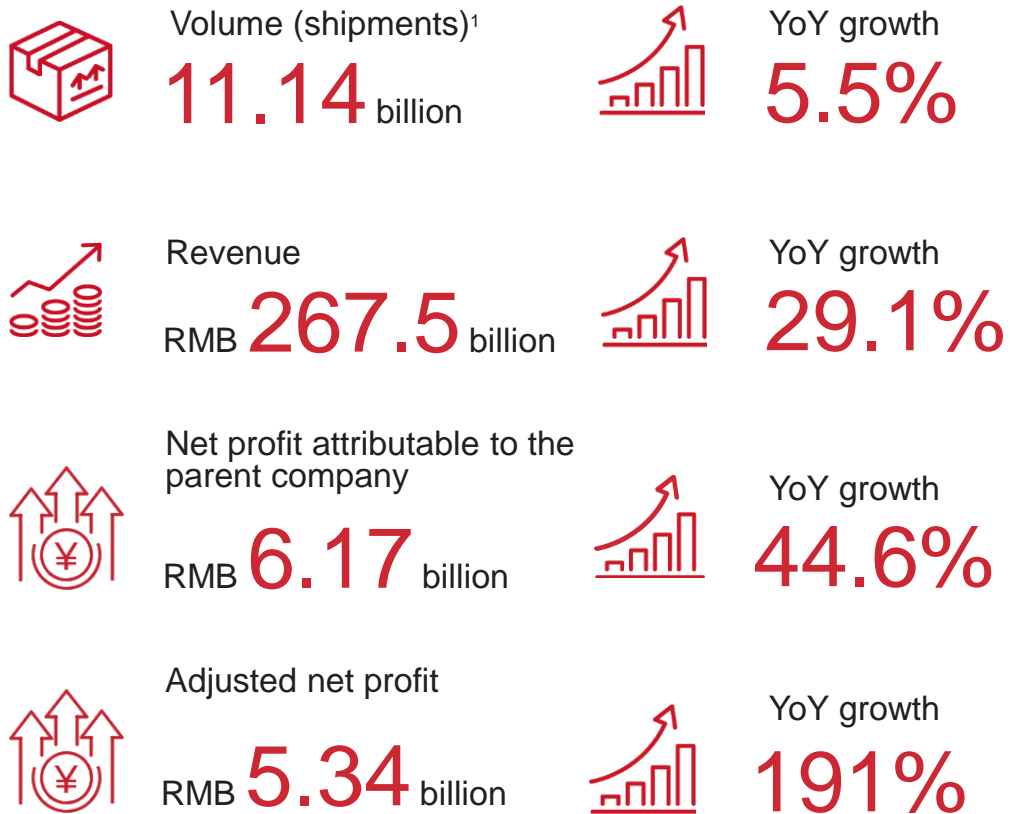 Volume (shipments)¹
11.14 billion
YoY growth
5.5%
Revenue
RMB 267.5 billion
YoY growth
29.1%
Net profit attributable to the
parent company
RMB 6.17 billion
YoY growth
44.6%
Adjusted net profit
RMB 5.34 billion
YoY growth
191%
¥
¥